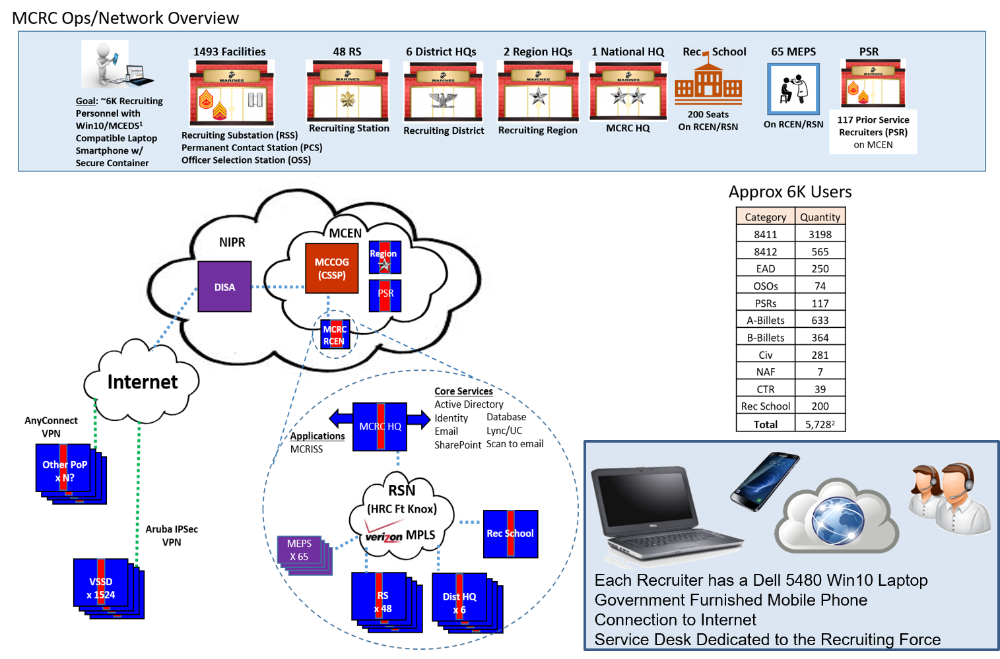 MCRC Ops/Network Overview
1493 Facilities
48 RS
6 District HQs
2 Region HQs
1 National HQ
Rec School
65 MEPS
PSR
MARINES
MARINES
MARINES
MARINES
MARINES
MARINES
Goal: ~6K Recruiting
Personnel with
Win10/MCEDS¹
Compatible Laptop
Smartphone w/
Secure Container
Recruiting Substation (RSS)
Permanent Contact Station (PCS)
Officer Selection Station (OSS)
Recruiting Station
Recruiting District
Recruiting Region
MCRC HQ
200 Seats
On RCEN/RSN
On RCEN/RSN
117 Prior Service
Recruiters (PSR)
on MCEN
NIPR
MCEN
DISA
MCCOG
(CSSP)
Region
PSR
MCRC
RCEN
Internet
AnyConnect
VPN
Other PoP
x N?
Aruba IPSec
VPN
VSSD
x 1524
Core Services
Active Directory
Identity
Database
Email
Lync/UC
SharePoint
Scan to email
MCRC HQ
Applications
MCRISS
RSN
(HRC Ft Knox)
verizon MPLS
Rec School
MEPS
X 65
RS
x 48
Dist HQ
x 6
Approx 6K Users
Category Quantity
8411 3198
8412 565
EAD 250
OSOs 74
PSRs 117
A-Billets 633
B-Billets 364
Civ 281
NAF 7
CTR 39
Rec School 200
Total 5,728²
DELL
Each Recruiter has a Dell 5480 Win10 Laptop
Government Furnished Mobile Phone
Connection to Internet
Service Desk Dedicated to the Recruiting Force